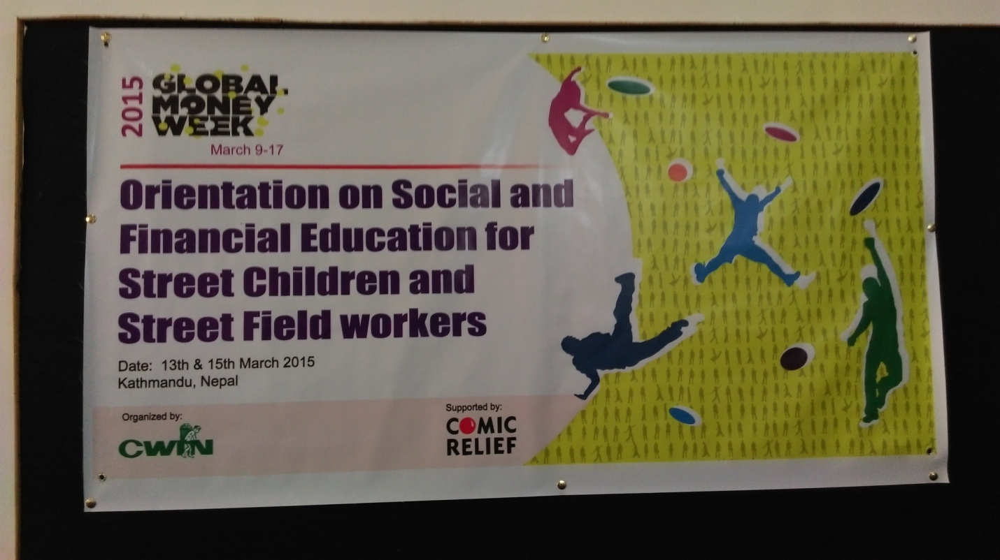 2015
GLOBAL
MONEY
WEEK
March 9-17
Orientation on Social and
Financial Education for
Street Children and
Street Field workers
Date: 13th & 15th March 2015
Kathmandu, Nepal
Organized by:
CWIN
Supported by:
COMIC
RELIEF